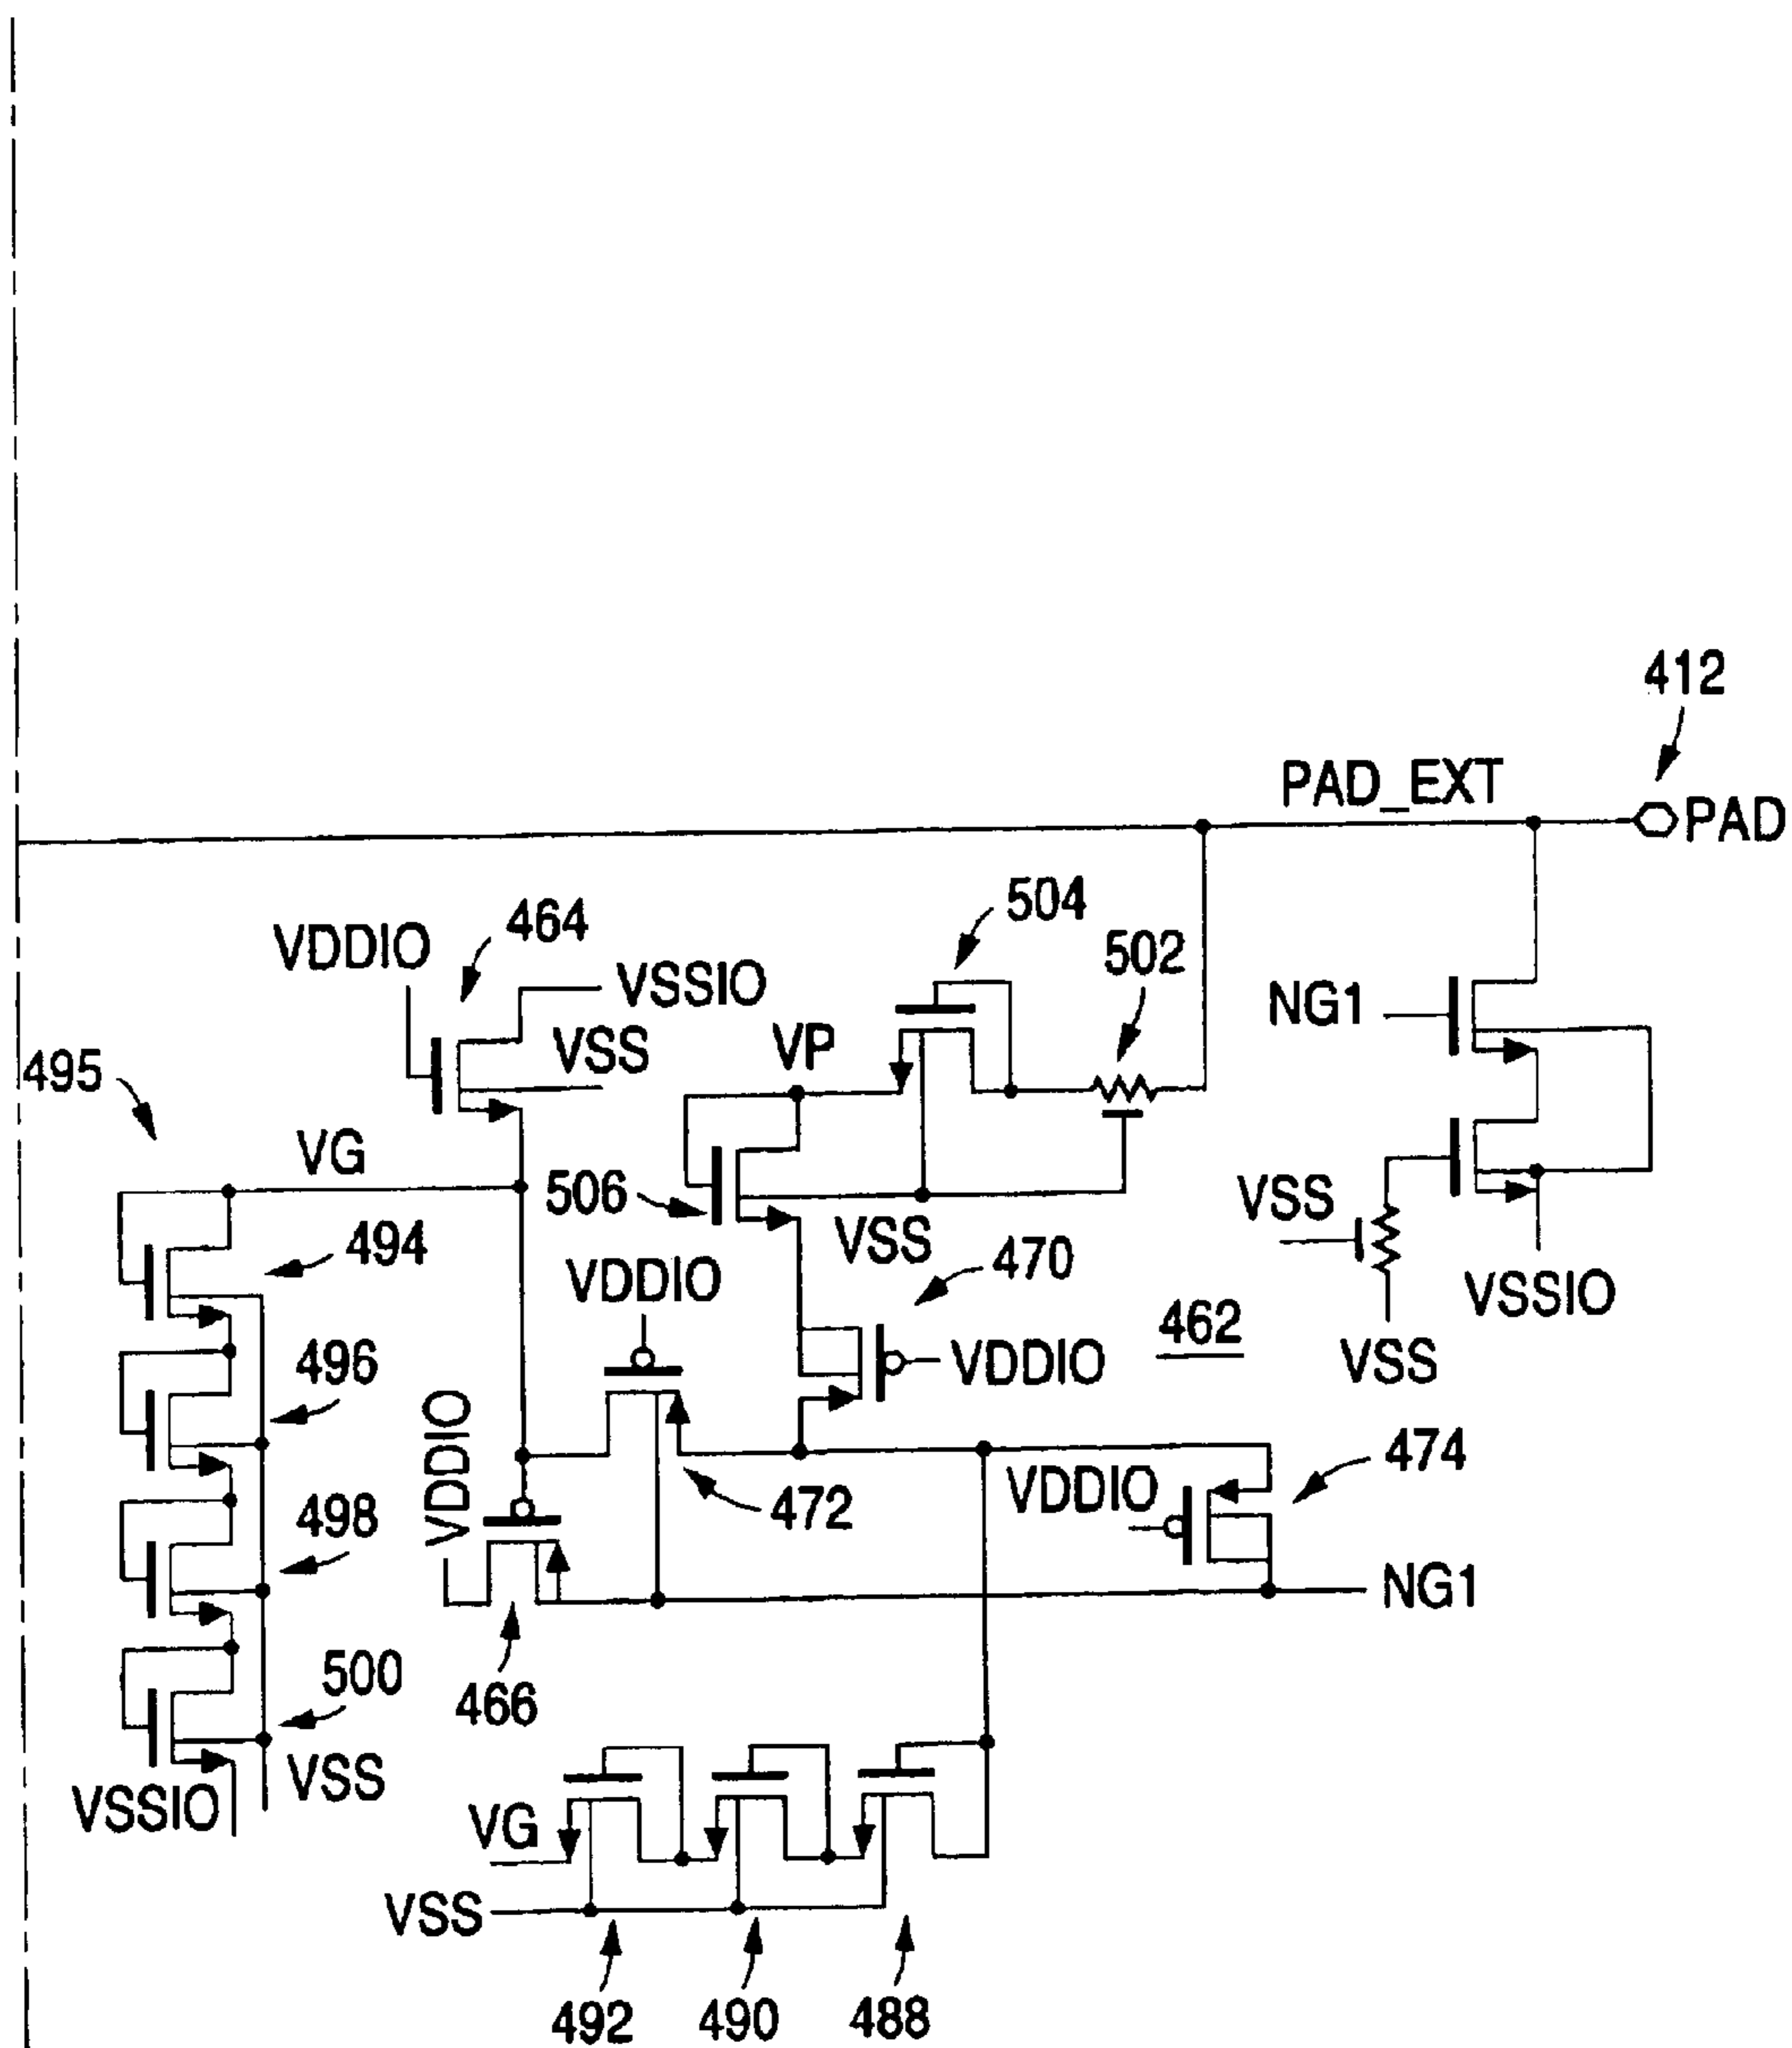 412
PAD_EXT
PAD
504
464
VDDIO
502
VSSIO
NG1
VSS
VP
495
VG
506
VSS
VSS
494
VDDIO
470
VSSIO
462
VDDIO
496
VSS
VDDIO
474
VDDIO
472
498
NG1
500
466
VSS
VSSIO
VG
VSS
492
490
488